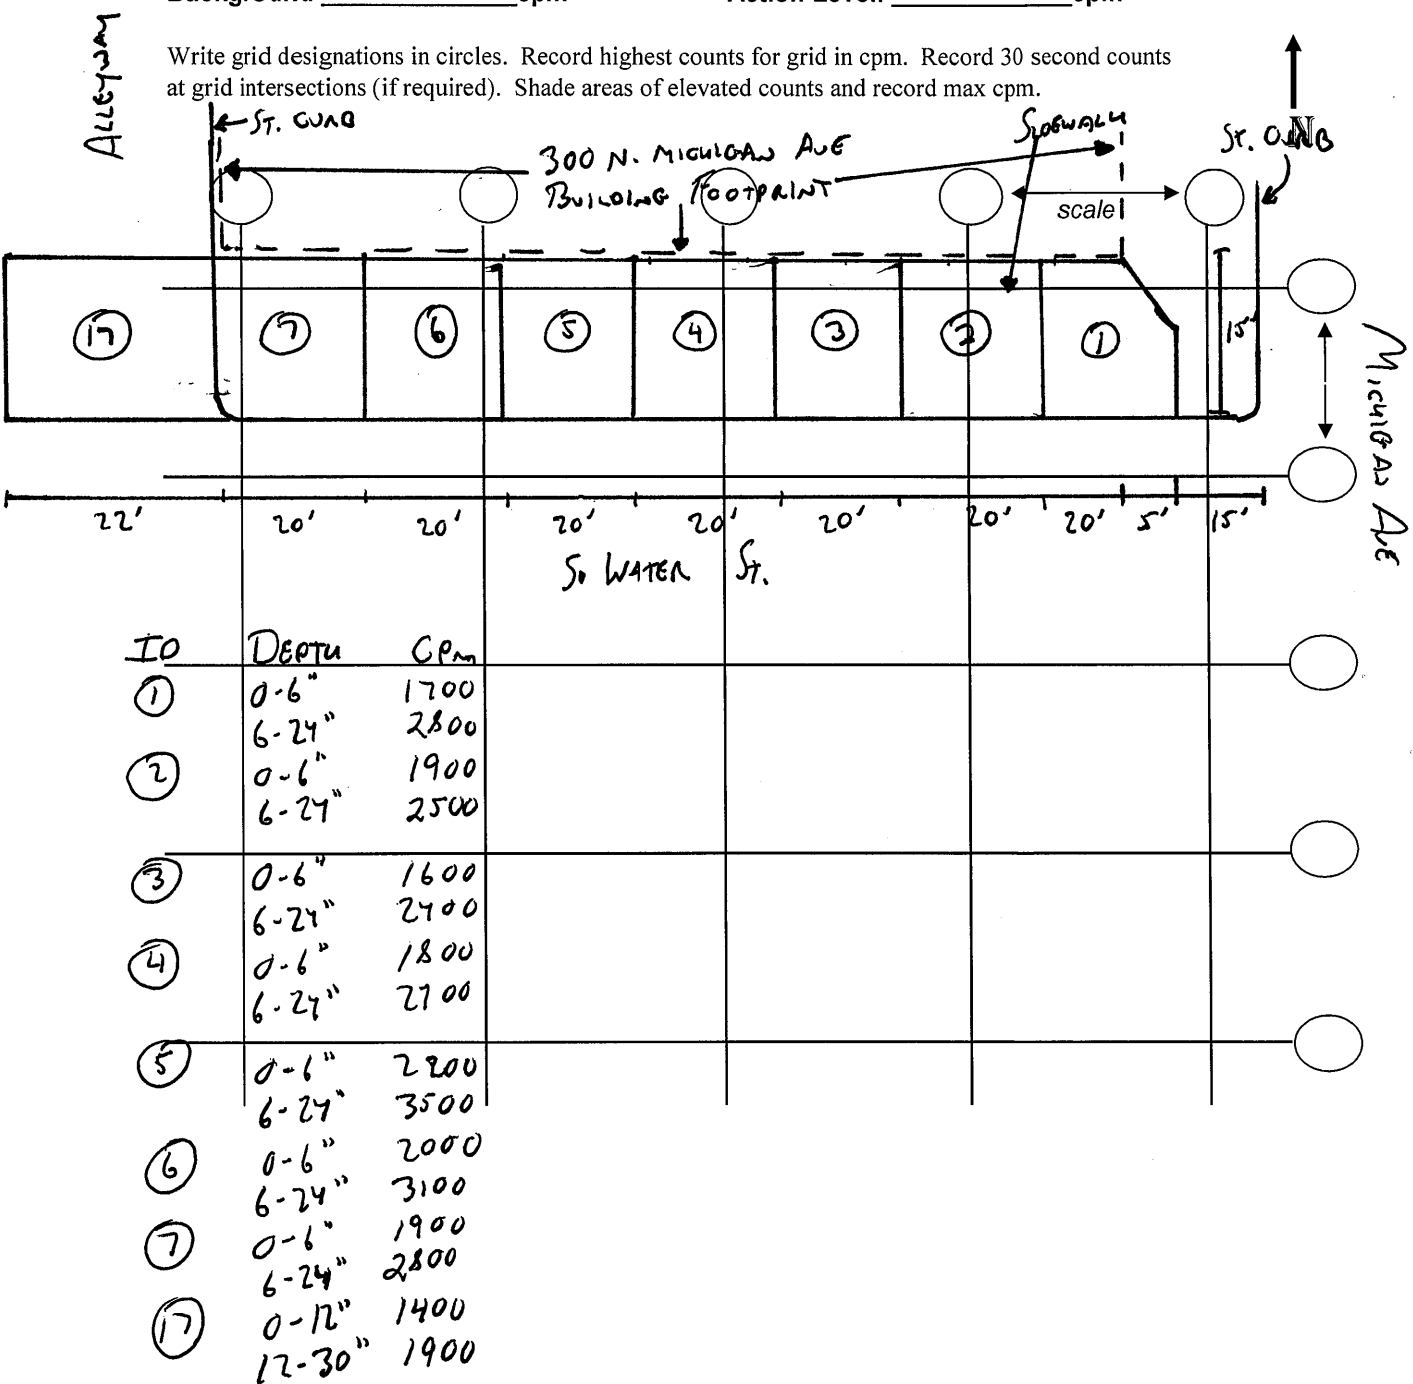 Write grid designations in circles. Record highest counts for grid in cpm. Record 30 second counts
at grid intersections (if required). Shade areas of elevated counts and record max cpm.
ALLEYWAY
ST. CURB
300 N. MICHIGAN AVE
BUILDING FOOTPRINT
SIDEWALK
N
ST. CURB
scale
17 7 6 5 4 3 2 1 15'
MICHIGAN AVE
22' 20' 20' 20' 20' 20' 20' 20' 5' 15'
S. WATER ST.
ID DEPTH CPM
1 0-6" 1700
6-24" 2800
2 0-6" 1900
6-24" 2500
3 0-6" 1600
6-24" 2400
4 0-6" 1800
6-24" 2700
5 0-6"
6-24" 3500
6 0-6" 2000
6-24" 3100
7 0-6" 1900
6-24" 2800
17 0-12" 1400
12-30" 1900